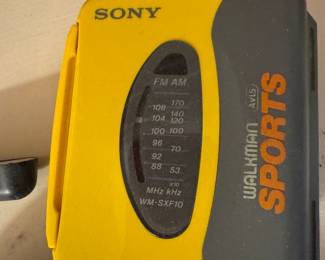 SONY
FM AM
108 170
104 140
120
100 100
96
70
92
88 53
x10
MHz kHz
WM-SXF10
WALKMAN AVLS
SPORTS